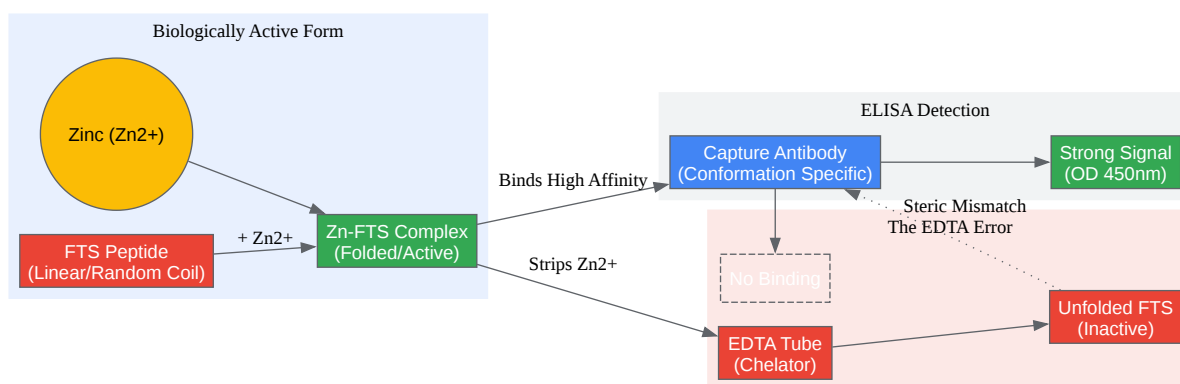 Biologically Active Form
Zinc (Zn2+)
FTS Peptide
(Linear/Random Coil)
+ Zn2+
Zn-FTS Complex
(Folded/Active)
Binds High Affinity
Strips Zn2+
ELISA Detection
Capture Antibody
(Conformation Specific)
Strong Signal
(OD 450nm)
Steric Mismatch
The EDTA Error
No Binding
EDTA Tube
(Chelator)
Unfolded FTS
(Inactive)